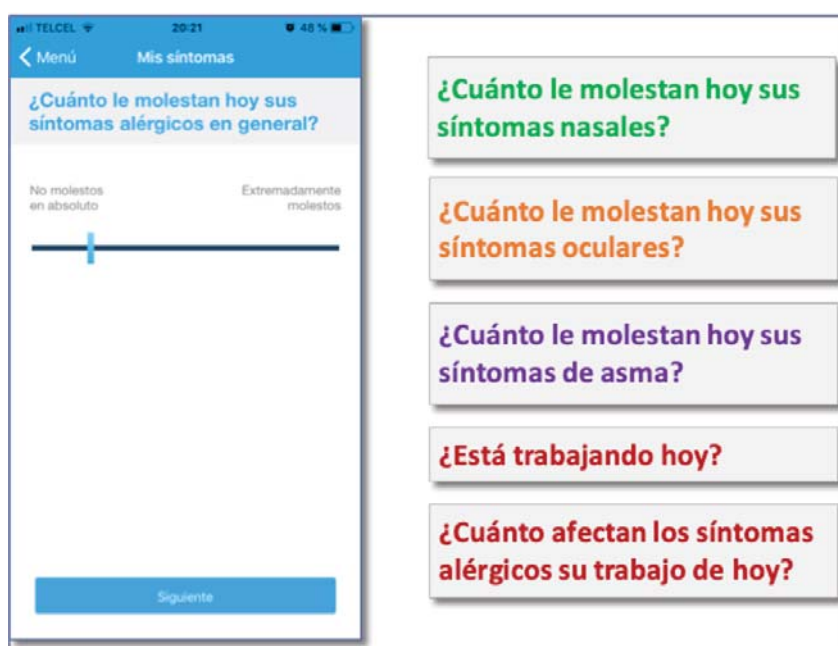 TELCEL 20:21 48 %
Menú Mis síntomas
¿Cuánto le molestan hoy sus
síntomas alérgicos en general?
No molestos
en absoluto
Extremadamente
molestos
Siguiente
¿Cuánto le molestan hoy sus
síntomas nasales?
¿Cuánto le molestan hoy sus
síntomas oculares?
¿Cuánto le molestan hoy sus
síntomas de asma?
¿Está trabajando hoy?
¿Cuánto afectan los síntomas
alérgicos su trabajo de hoy?